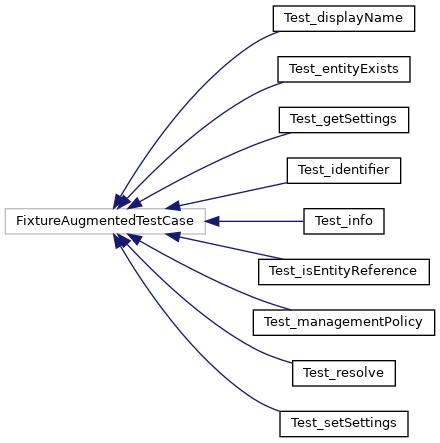 Test_displayName
Test_entityExists
Test_getSettings
Test_identifier
FixtureAugmentedTestCase
Test_info
Test_isEntityReference
Test_managementPolicy
Test_resolve
Test_setSettings